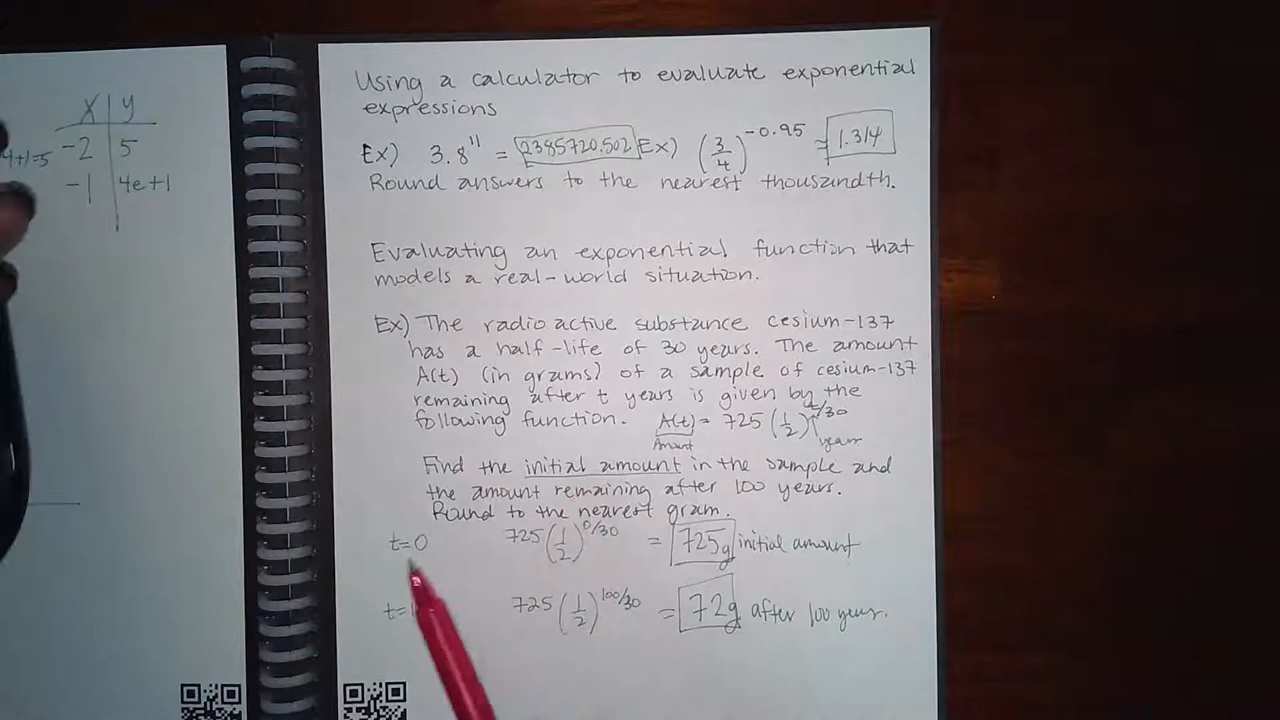 x | y
4+1=5
-2 | 5
-1 | 4e+1
Using a calculator to evaluate exponential
expressions
Ex) 3.8^11 = 2385720.502 Ex) (3/4)^-0.95 = 1.314
Round answers to the nearest thousandth.
Evaluating an exponential function that
models a real-world situation.
Ex) The radioactive substance cesium-137
has a half-life of 30 years. The amount
A(t) (in grams) of a sample of cesium-137
remaining after t years is given by the
following function. A(t) = 725 (1/2)^t/30
Amount years
Find the initial amount in the sample and
the amount remaining after 100 years.
Round to the nearest gram.
t=0 725(1/2)^0/30 = 725g initial amount
t= 725(1/2)^100/30 = 72g after 100 years.